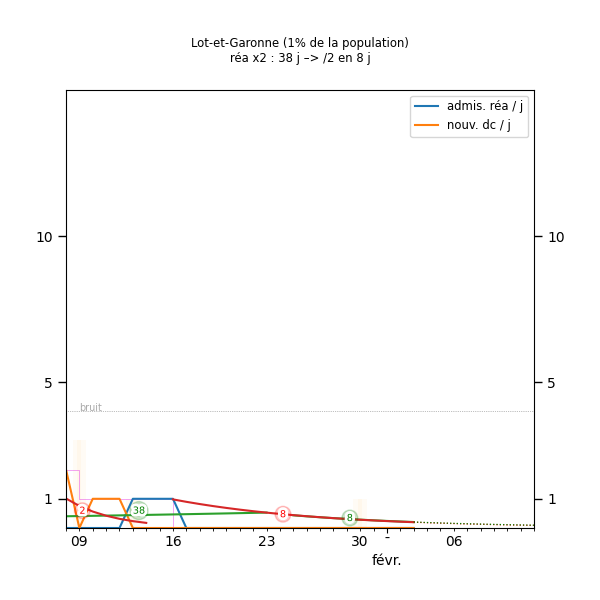 Lot-et-Garonne (1% de la population)
réa x2 : 38 j –> /2 en 8 j
admis. réa / j
nouv. dc / j
10 10
5 5
bruit
1 1
2 38 8 8
09 16 23 30 - 06
févr.